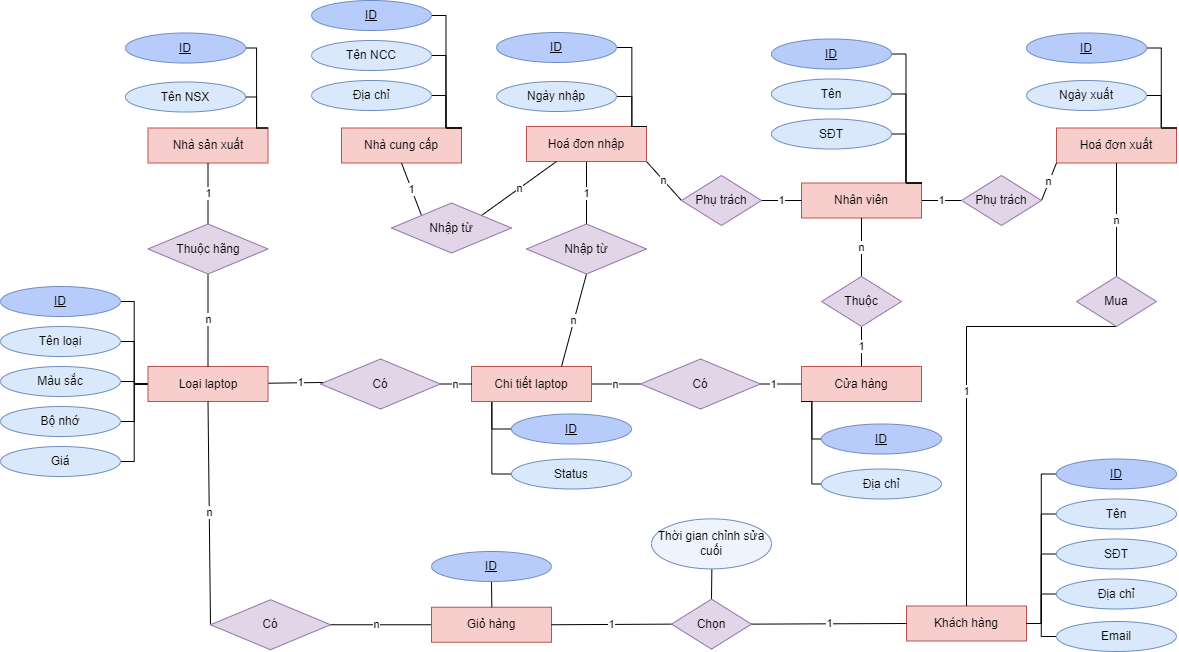 ID
Tên NSX
Nhà sản xuất
1
Thuộc hãng
n
ID
Tên NCC
Địa chỉ
Nhà cung cấp
1
Nhập từ
n
ID
Ngày nhập
Hoá đơn nhập
1
Nhập từ
n
n
Phụ trách
1
ID
Tên
SĐT
Nhân viên
1
Phụ trách
n
ID
Ngày xuất
Hoá đơn xuất
n
Mua
1
n
Thuộc
1
ID
Tên loại
Màu sắc
Bộ nhớ
Giá
Loại laptop
1
Có
n
Chi tiết laptop
ID
Status
n
Có
1
Cửa hàng
ID
Địa chỉ
n
Có
n
ID
Giỏ hàng
1
Thời gian chỉnh sửa
cuối
Chọn
1
Khách hàng
ID
Tên
SĐT
Địa chỉ
Email